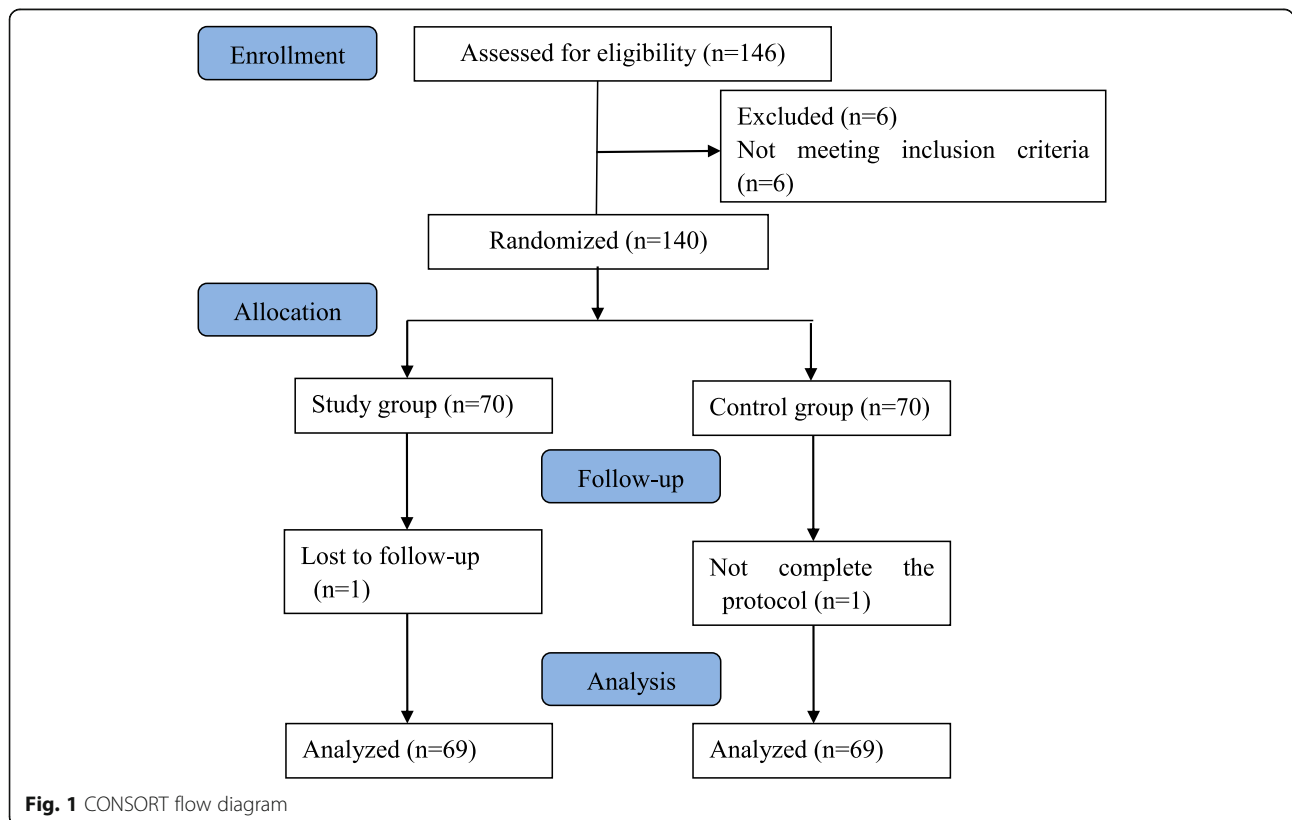 Enrollment
Assessed for eligibility (n=146)
Excluded (n=6)
Not meeting inclusion criteria
(n=6)
Randomized (n=140)
Allocation
Study group (n=70)
Control group (n=70)
Follow-up
Lost to follow-up
(n=1)
Not complete the
protocol (n=1)
Analysis
Analyzed (n=69)
Analyzed (n=69)
Fig. 1 CONSORT flow diagram